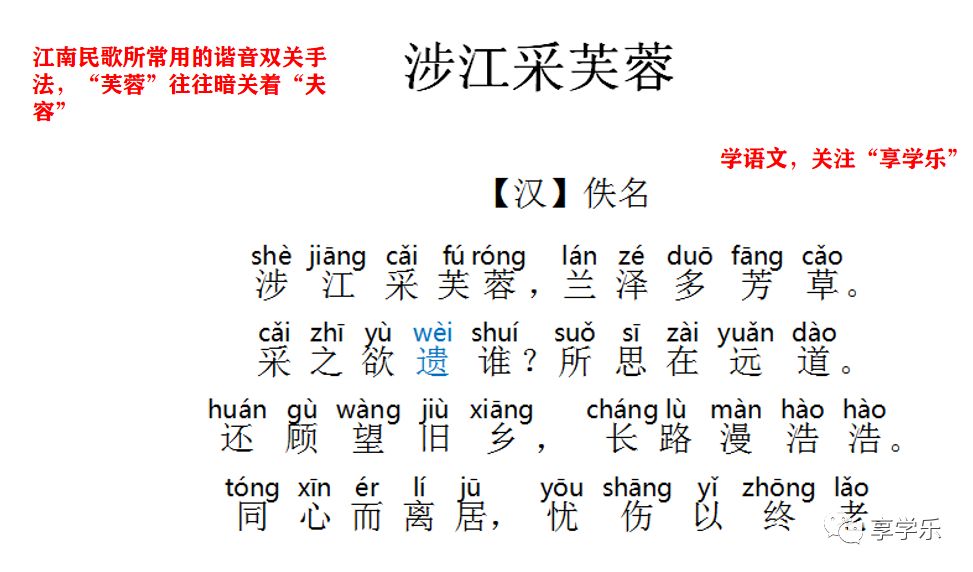 江南民歌所常用的谐音双关手
法，“芙蓉”往往暗关着“夫
容”
涉江采芙蓉
学语文，关注“享学乐”
【汉】佚名
shè jiāng cǎi fú róng lán zé duō fāng cǎo
涉江采芙蓉，兰泽多芳草。
cǎi zhī yù wèi shuí suǒ sī zài yuǎn dào
采之欲遗谁？所思在远道。
huán gù wàng jiù xiāng cháng lù màn hào hào
还顾望旧乡，长路漫浩浩。
tóng xīn ér lí jū yōu shāng yǐ zhōng lǎo
同心而离居，忧伤以终老
享学乐